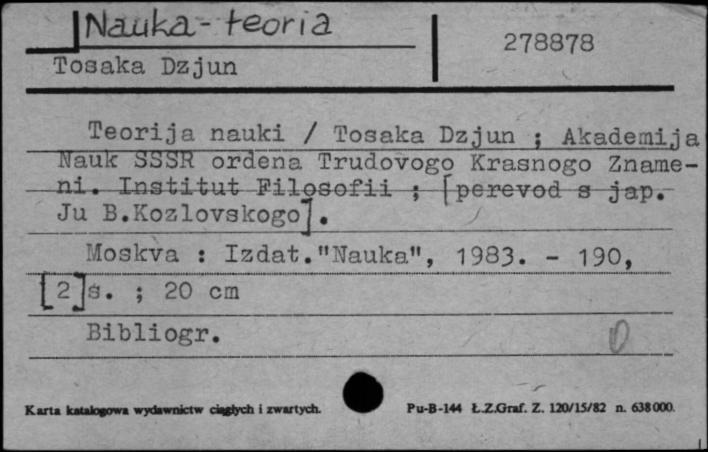 Nauka - teoria
278878
Tosaka Dzjun
Teorija nauki / Tosaka Dzjun ; Akademija
Nauk SSSR ordena Trudovogo Krasnogo Zname-
ni. Institut Filosofii ; [perevod s jap.
Ju B.Kozlovskogo].
Moskva : Izdat."Nauka", 1983. - 190,
[2]s. ; 20 cm
Bibliogr.
Karta katalogowa wydawnictw ciągłych i zwartych.
Pu-B-144 Ł.Z.Graf. Z. 120/15/82 n. 638000.